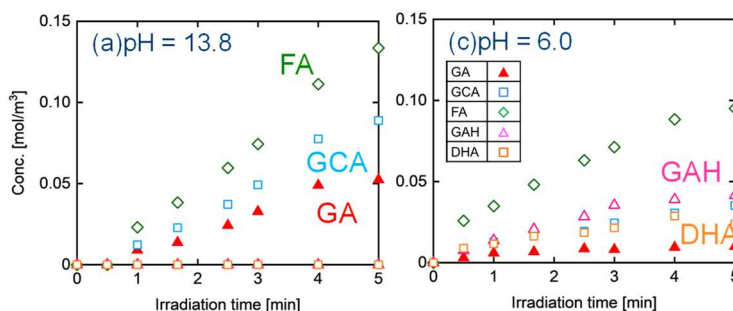 (a)pH = 13.8
FA
GCA
GA
0.15
0.10
0.05
0
Conc. [mol/m³]
0
1
2
3
4
5
Irradiation time [min]
(c)pH = 6.0
GA
GCA
FA
GAH
DHA
GAH
DHA
0.15
0.10
0.05
0
0
1
2
3
4
5
Irradiation time [min]